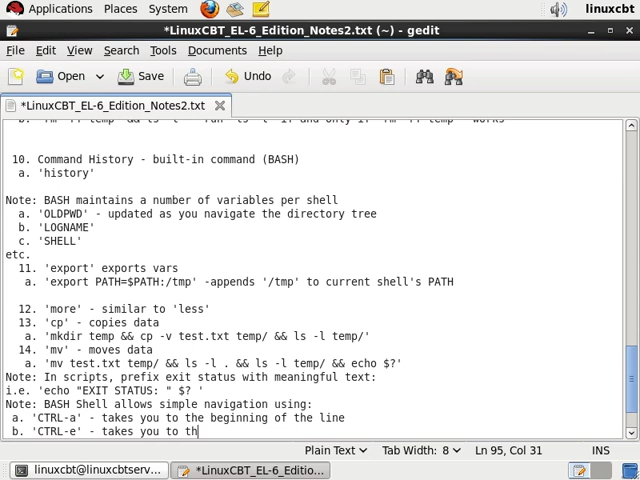 Applications Places System linuxcbt
*LinuxCBT_EL-6_Edition_Notes2.txt (~) - gedit
File Edit View Search Tools Documents Help
Open Save Undo
*LinuxCBT_EL-6_Edition_Notes2.txt
10. Command History - built-in command (BASH)
a. 'history'
Note: BASH maintains a number of variables per shell
a. 'OLDPWD' - updated as you navigate the directory tree
b. 'LOGNAME'
c. 'SHELL'
etc.
11. 'export' exports vars
a. 'export PATH=$PATH:/tmp' -appends '/tmp' to current shell's PATH
12. 'more' - similar to 'less'
13. 'cp' - copies data
a. 'mkdir temp && cp -v test.txt temp/ && ls -l temp/'
14. 'mv' - moves data
a. 'mv test.txt temp/ && ls -l . && ls -l temp/ && echo $?'
Note: In scripts, prefix exit status with meaningful text:
i.e. 'echo "EXIT STATUS: " $? '
Note: BASH Shell allows simple navigation using:
a. 'CTRL-a' - takes you to the beginning of the line
b. 'CTRL-e' - takes you to th
Plain Text Tab Width: 8 Ln 95, Col 31 INS
linuxcbt@linuxcbtserv... *LinuxCBT_EL-6_Editio...